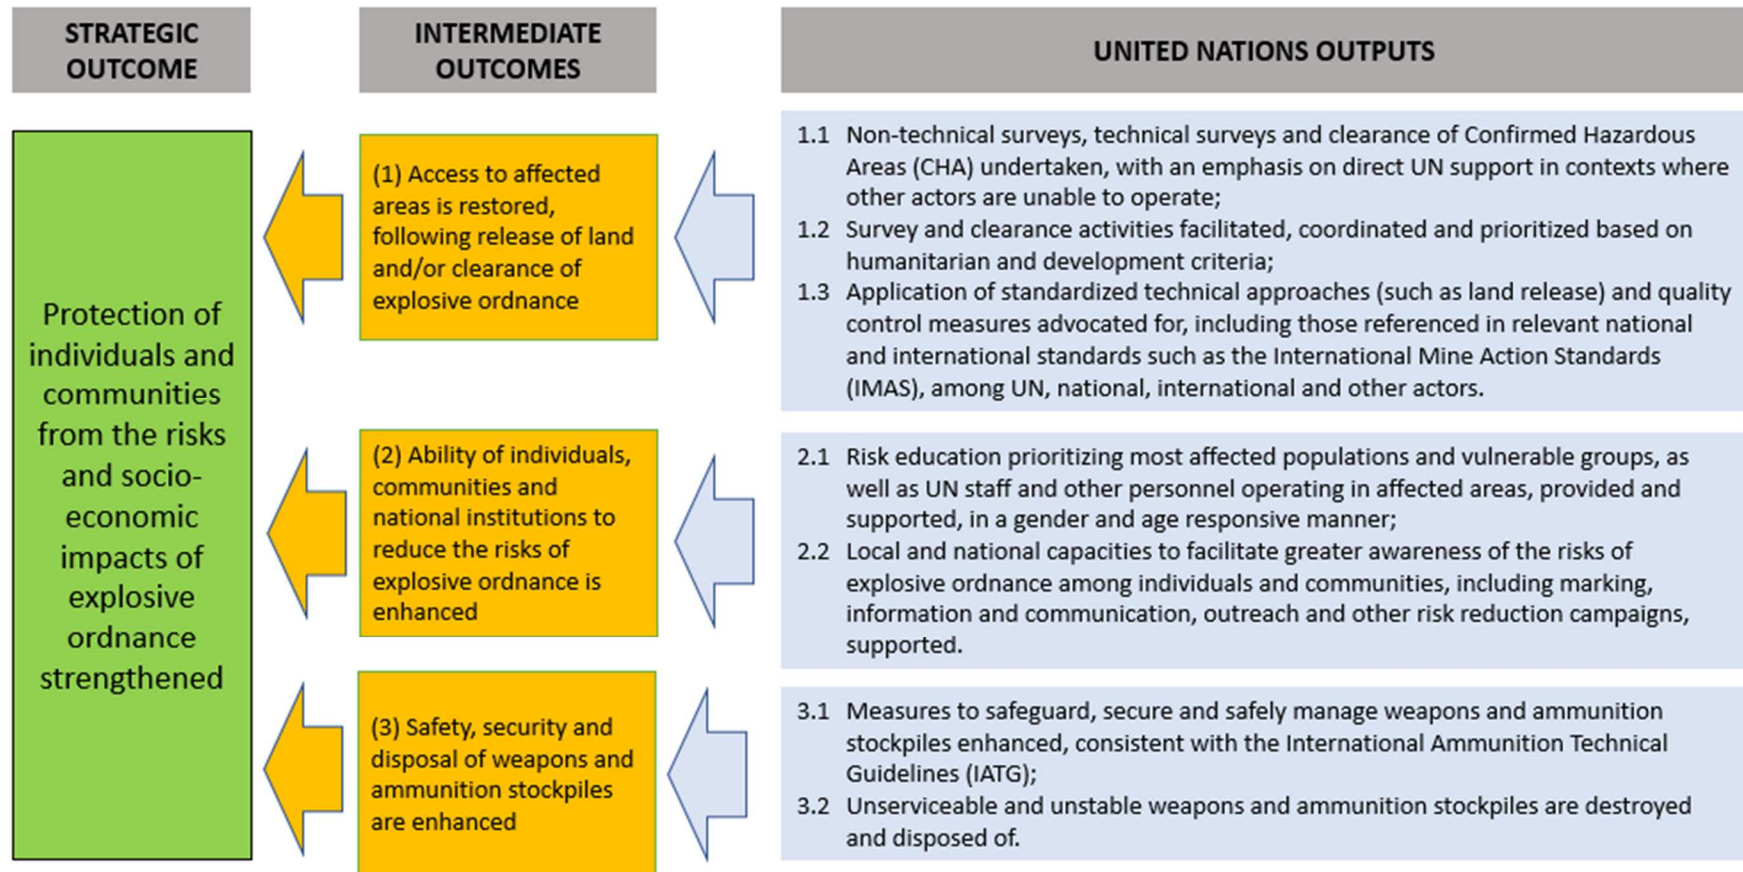 STRATEGIC
OUTCOME
INTERMEDIATE
OUTCOMES
UNITED NATIONS OUTPUTS
Protection of
individuals and
communities
from the risks
and socio-
economic
impacts of
explosive
ordnance
strengthened
(1) Access to affected
areas is restored,
following release of land
and/or clearance of
explosive ordnance
1.1 Non-technical surveys, technical surveys and clearance of Confirmed Hazardous
Areas (CHA) undertaken, with an emphasis on direct UN support in contexts where
other actors are unable to operate;
1.2 Survey and clearance activities facilitated, coordinated and prioritized based on
humanitarian and development criteria;
1.3 Application of standardized technical approaches (such as land release) and quality
control measures advocated for, including those referenced in relevant national
and international standards such as the International Mine Action Standards
(IMAS), among UN, national, international and other actors.
(2) Ability of individuals,
communities and
national institutions to
reduce the risks of
explosive ordnance is
enhanced
2.1 Risk education prioritizing most affected populations and vulnerable groups, as
well as UN staff and other personnel operating in affected areas, provided and
supported, in a gender and age responsive manner;
2.2 Local and national capacities to facilitate greater awareness of the risks of
explosive ordnance among individuals and communities, including marking,
information and communication, outreach and other risk reduction campaigns,
supported.
(3) Safety, security and
disposal of weapons and
ammunition stockpiles
are enhanced
3.1 Measures to safeguard, secure and safely manage weapons and ammunition
stockpiles enhanced, consistent with the International Ammunition Technical
Guidelines (IATG);
3.2 Unserviceable and unstable weapons and ammunition stockpiles are destroyed
and disposed of.